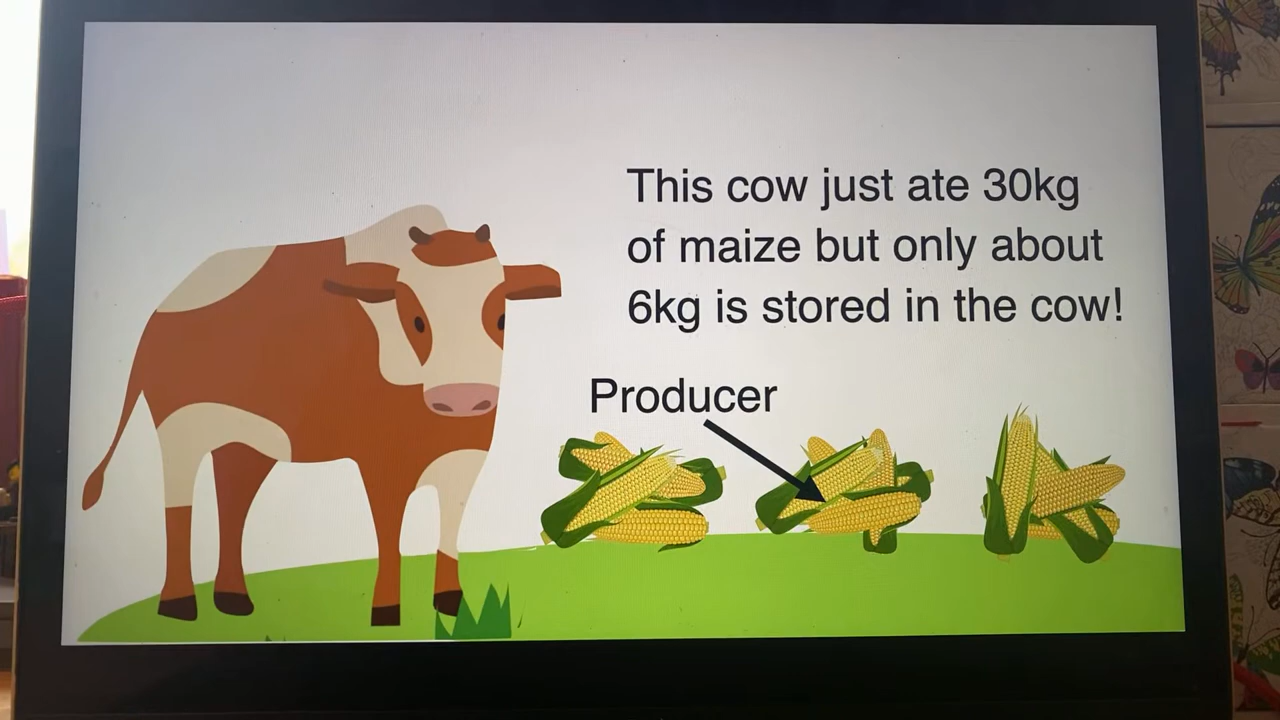 This cow just ate 30kg
of maize but only about
6kg is stored in the cow!
Producer